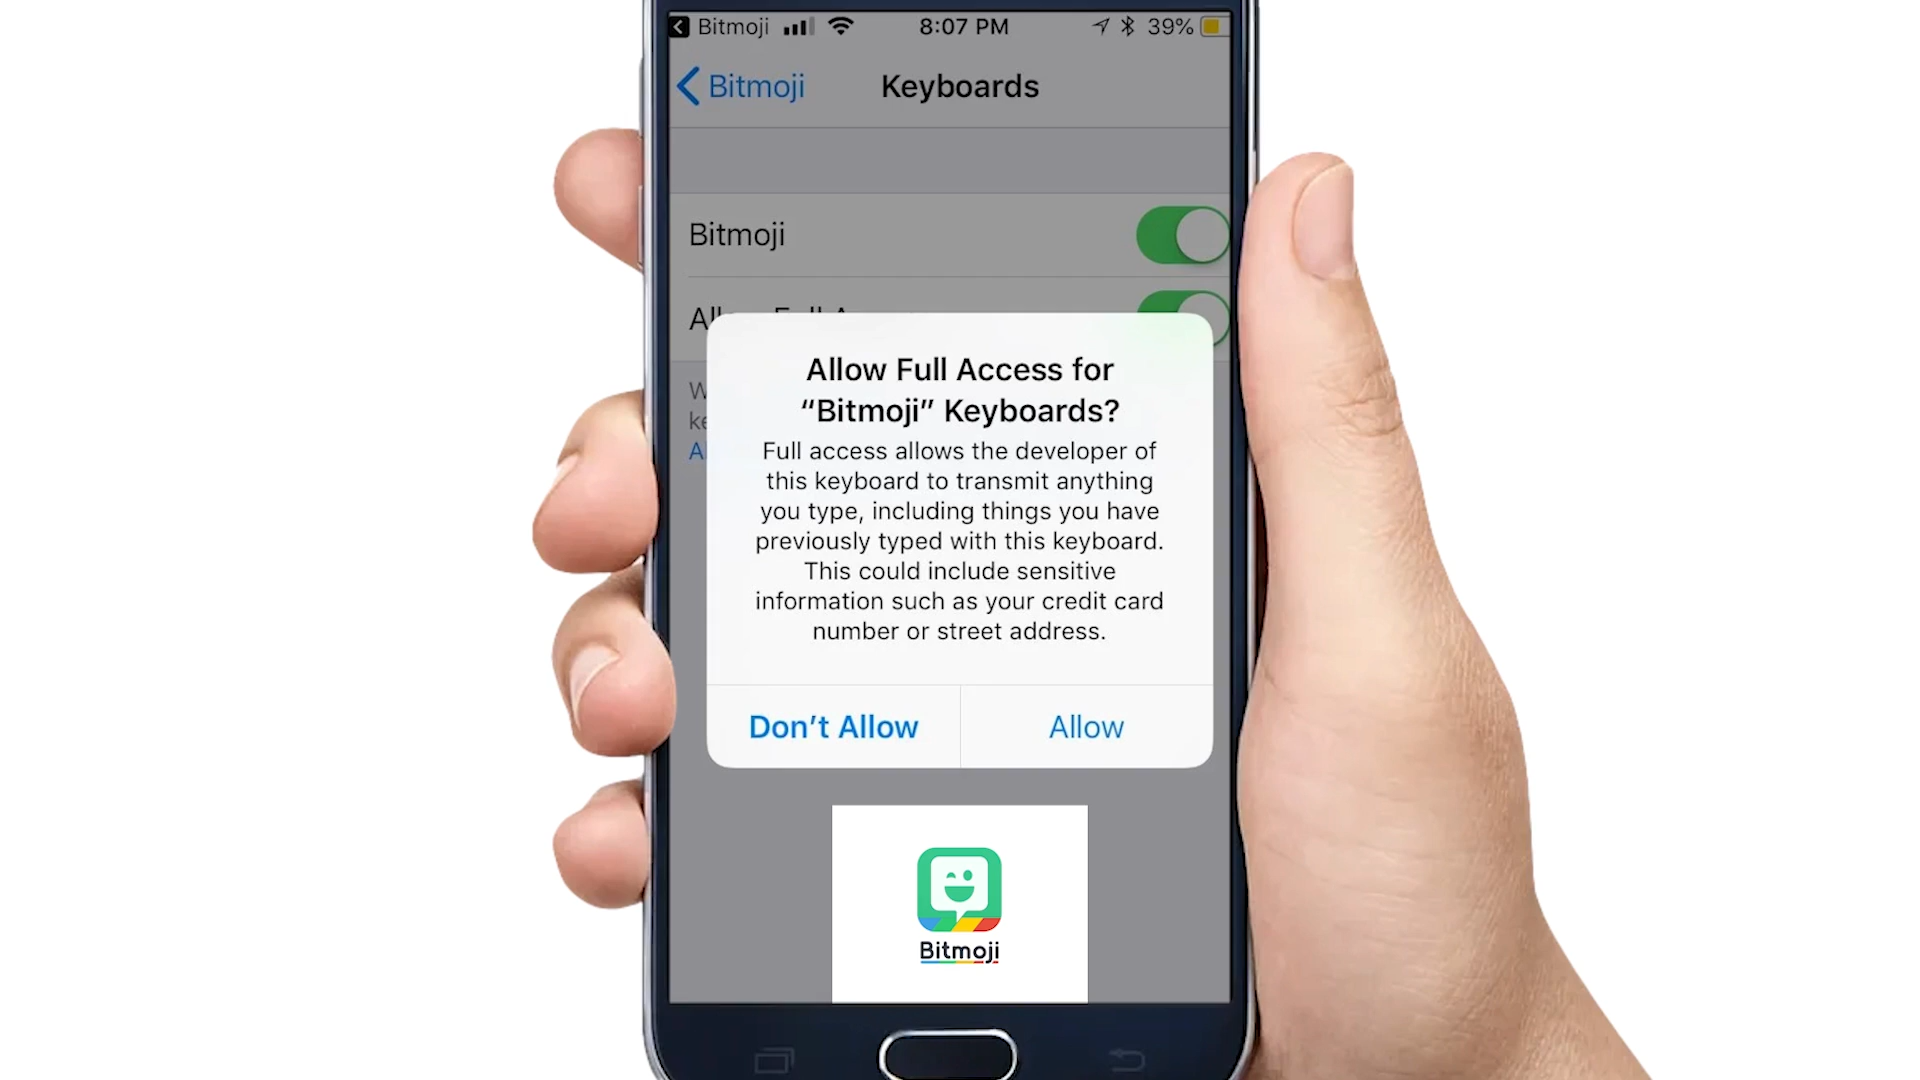 Bitmoji 8:07 PM 39%
Bitmoji Keyboards
Bitmoji
Allow Full Access for
“Bitmoji” Keyboards?
Full access allows the developer of
this keyboard to transmit anything
you type, including things you have
previously typed with this keyboard.
This could include sensitive
information such as your credit card
number or street address.
Don’t Allow Allow
Bitmoji